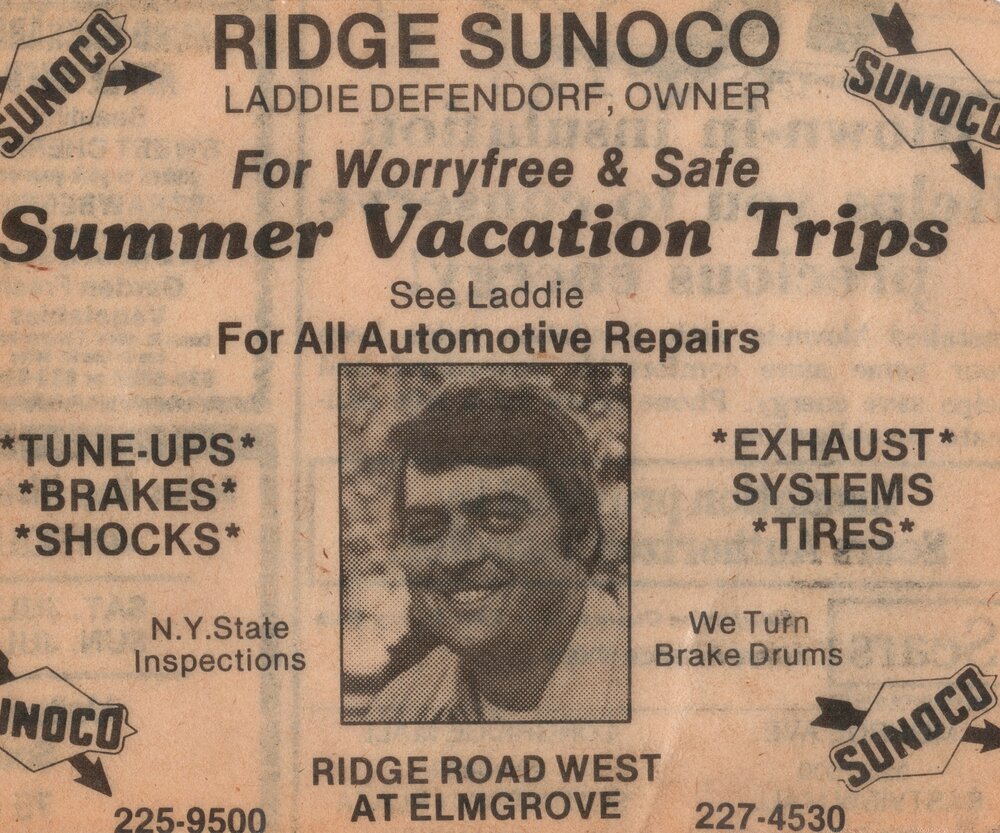 RIDGE SUNOCO
LADDIE DEFENDORF, OWNER
For Worryfree & Safe
Summer Vacation Trips
See Laddie
For All Automotive Repairs
*TUNE-UPS*
*BRAKES*
*SHOCKS*
*EXHAUST*
SYSTEMS
*TIRES*
N.Y.State
Inspections
We Turn
Brake Drums
RIDGE ROAD WEST
AT ELMGROVE
225-9500
227-4530
SUNOCO
SUNOCO
SUNOCO
SUNOCO